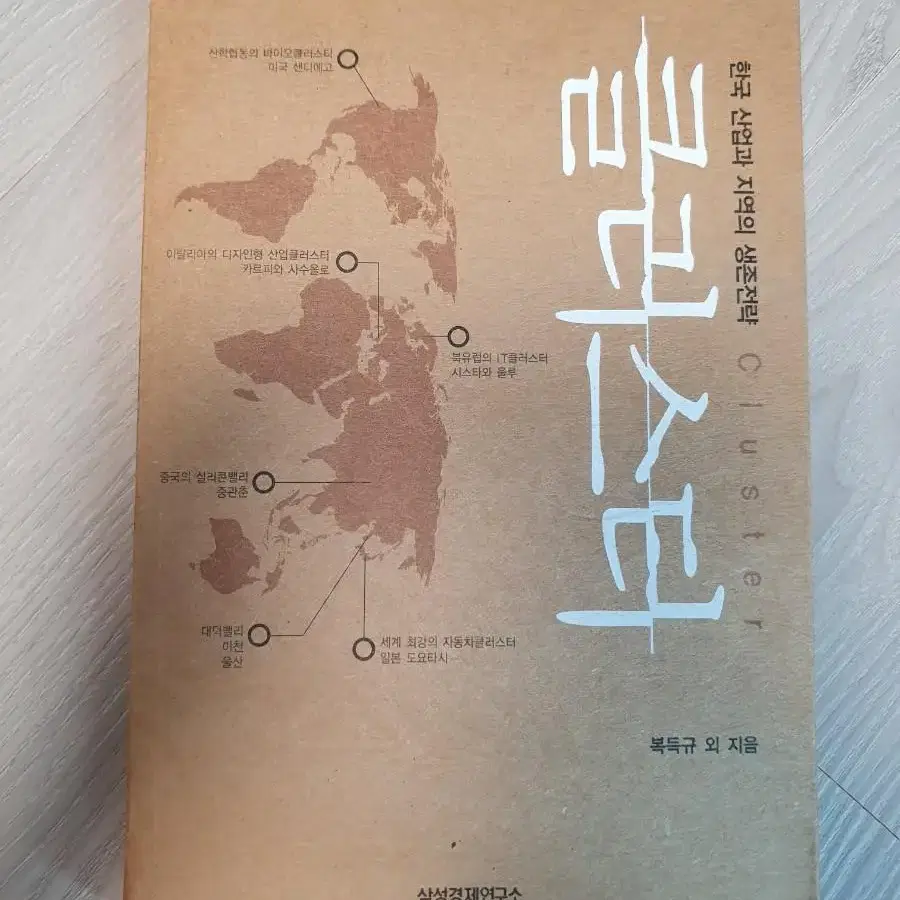 한국 산업과 지역의 생존전략
Cluster
클러스터
산학협동의 바이오클러스터
미국 샌디에고
이탈리아의 디자인형 산업클러스터
카르피와 사수올로
북유럽의 IT클러스터
시스타와 울루
중국의 실리콘밸리
중관춘
대덕밸리
마천
울산
세계 최강의 자동차클러스터
일본 도요타시
복득규 외 지음
삼성경제연구소